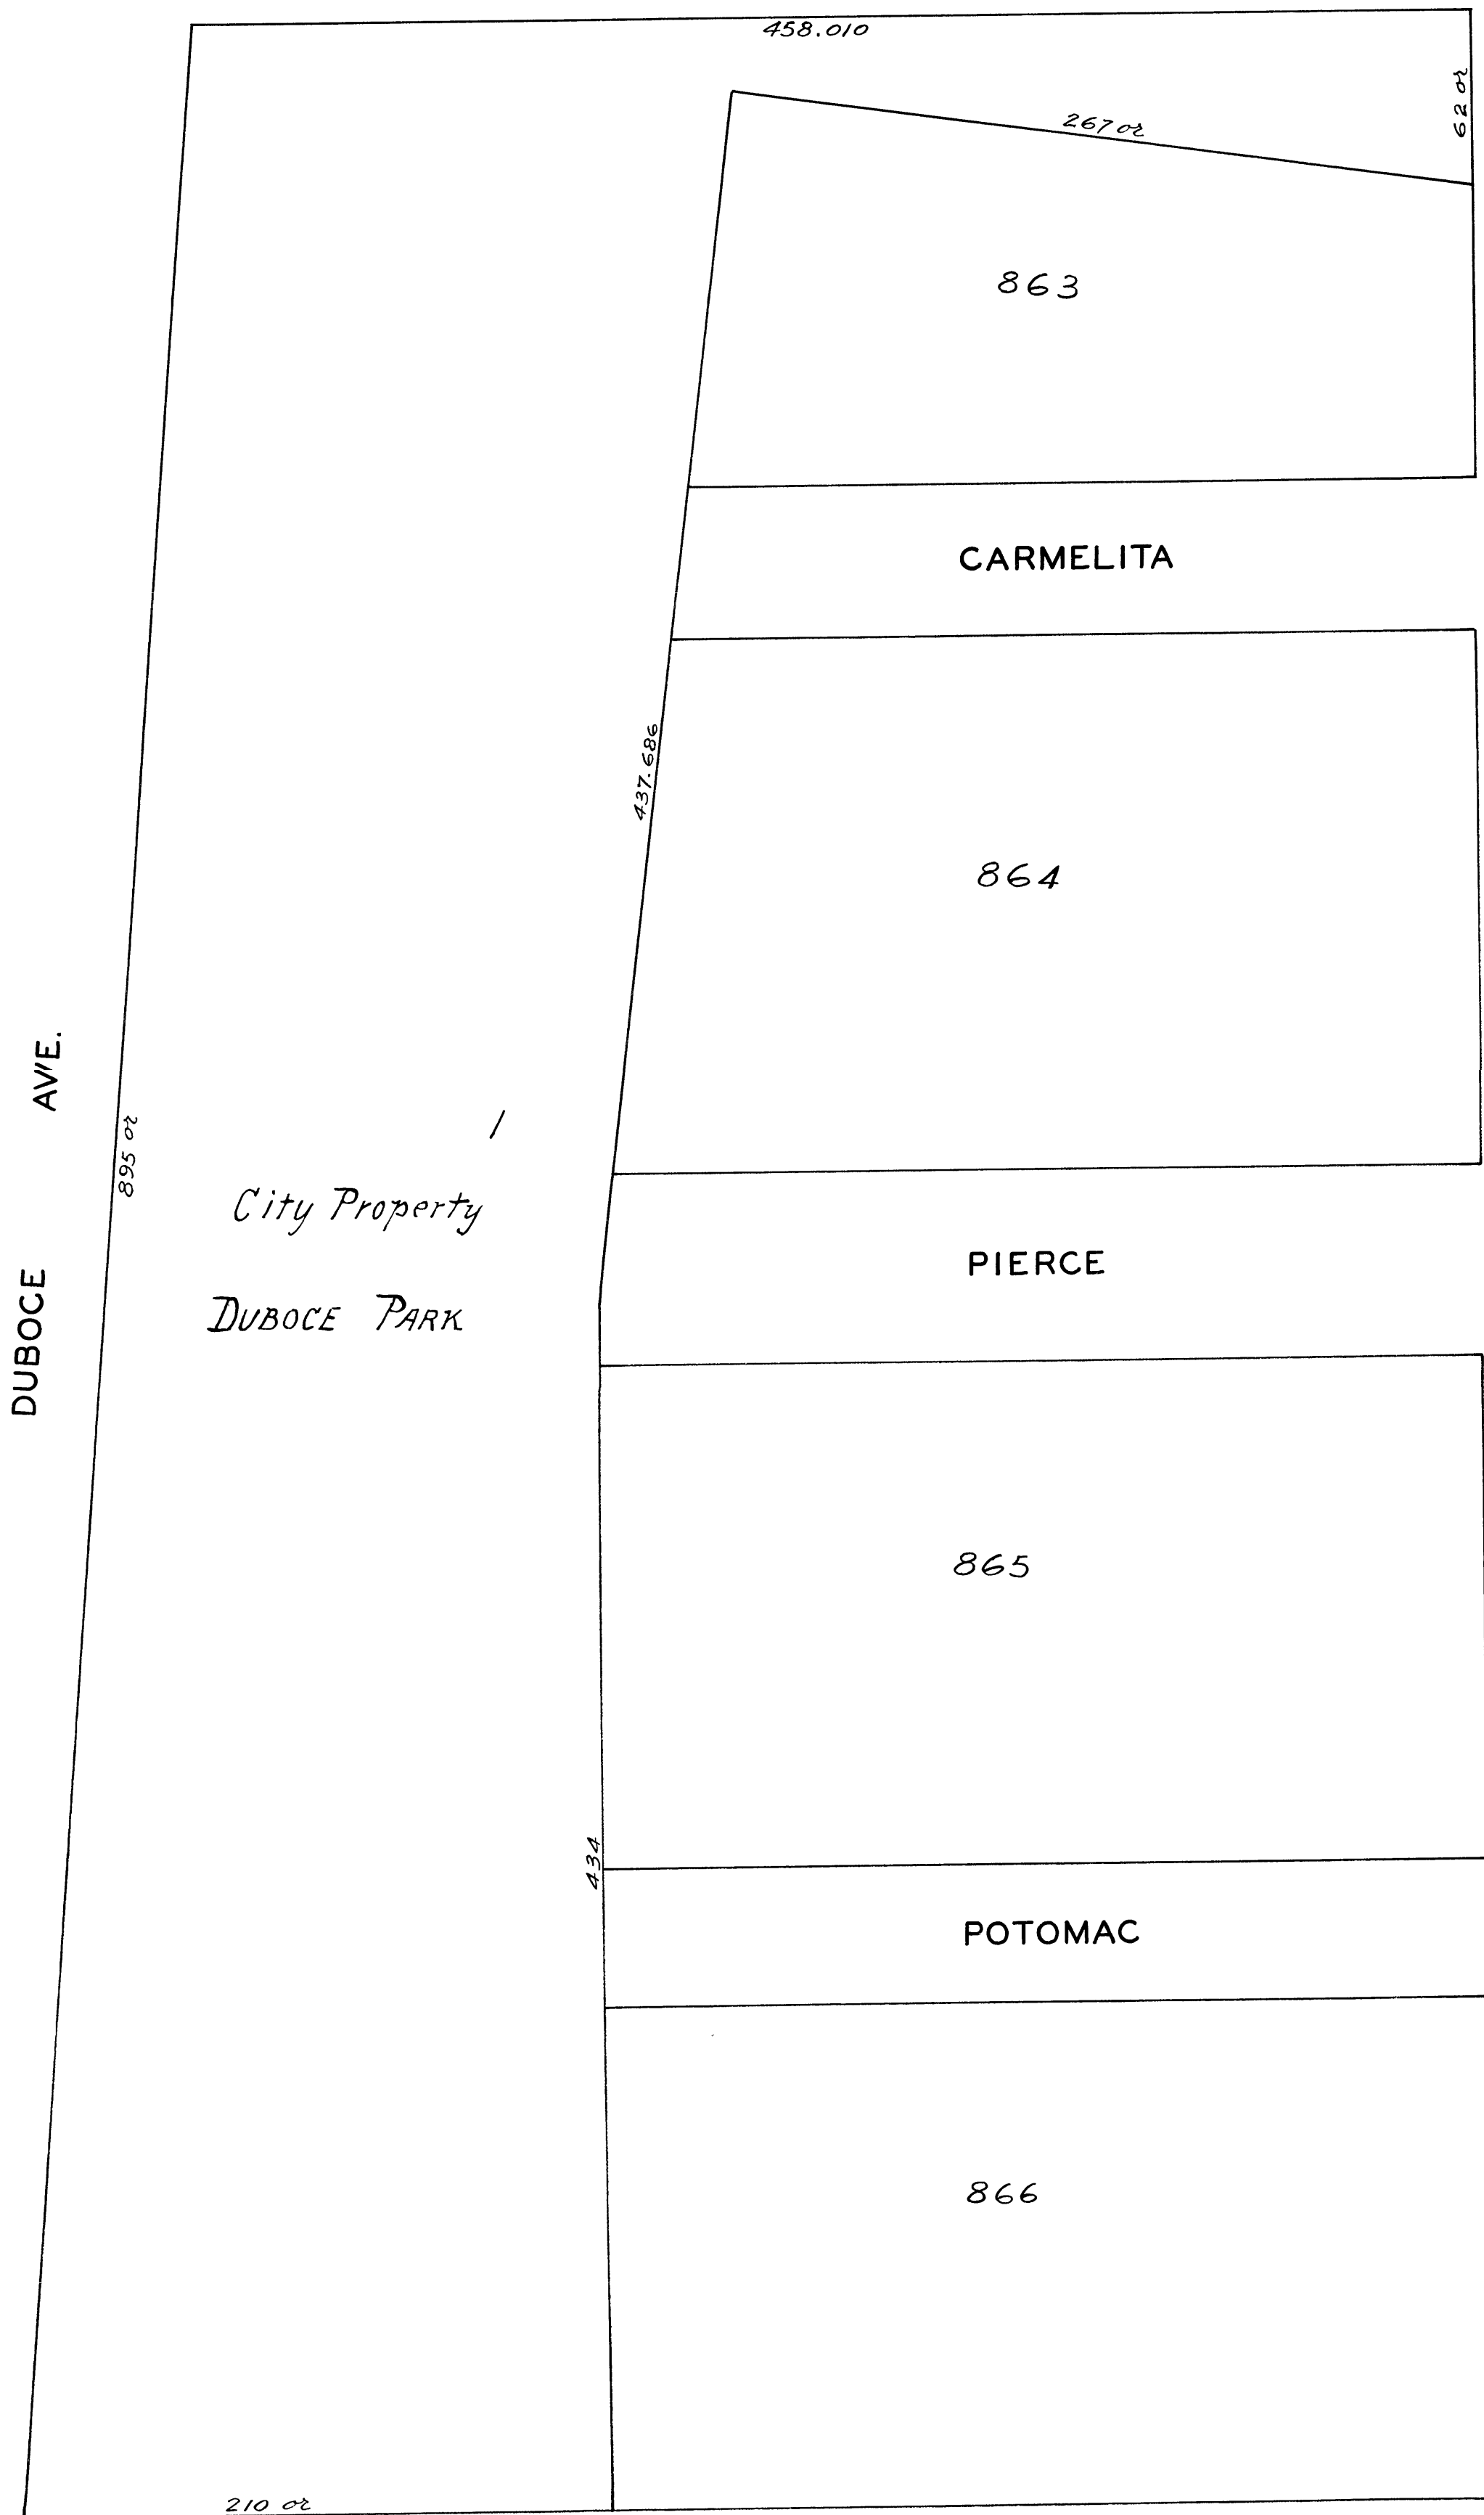 458.010
62 or
267 or
863
CARMELITA
437.686
864
DUBOCE AVE.
895 or
1
City Property
DUBOCE PARK
PIERCE
865
434
POTOMAC
866
210 or